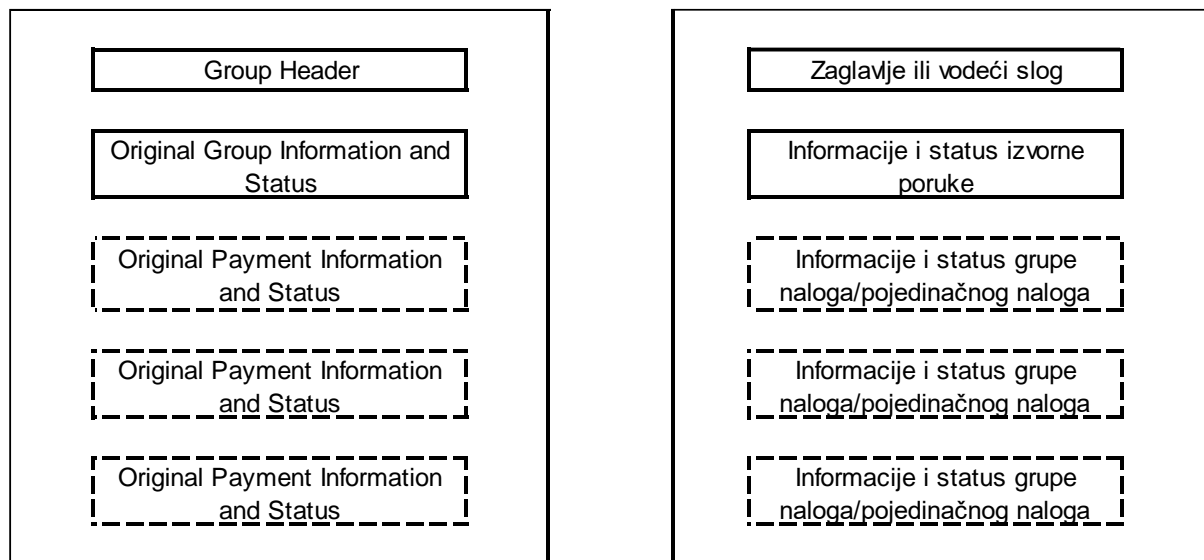 Group Header
Original Group Information and
Status
Original Payment Information
and Status
Original Payment Information
and Status
Original Payment Information
and Status
Zaglavlje ili vodeći slog
Informacije i status izvorne
poruke
Informacije i status grupe
naloga/pojedinačnog naloga
Informacije i status grupe
naloga/pojedinačnog naloga
Informacije i status grupe
naloga/pojedinačnog naloga